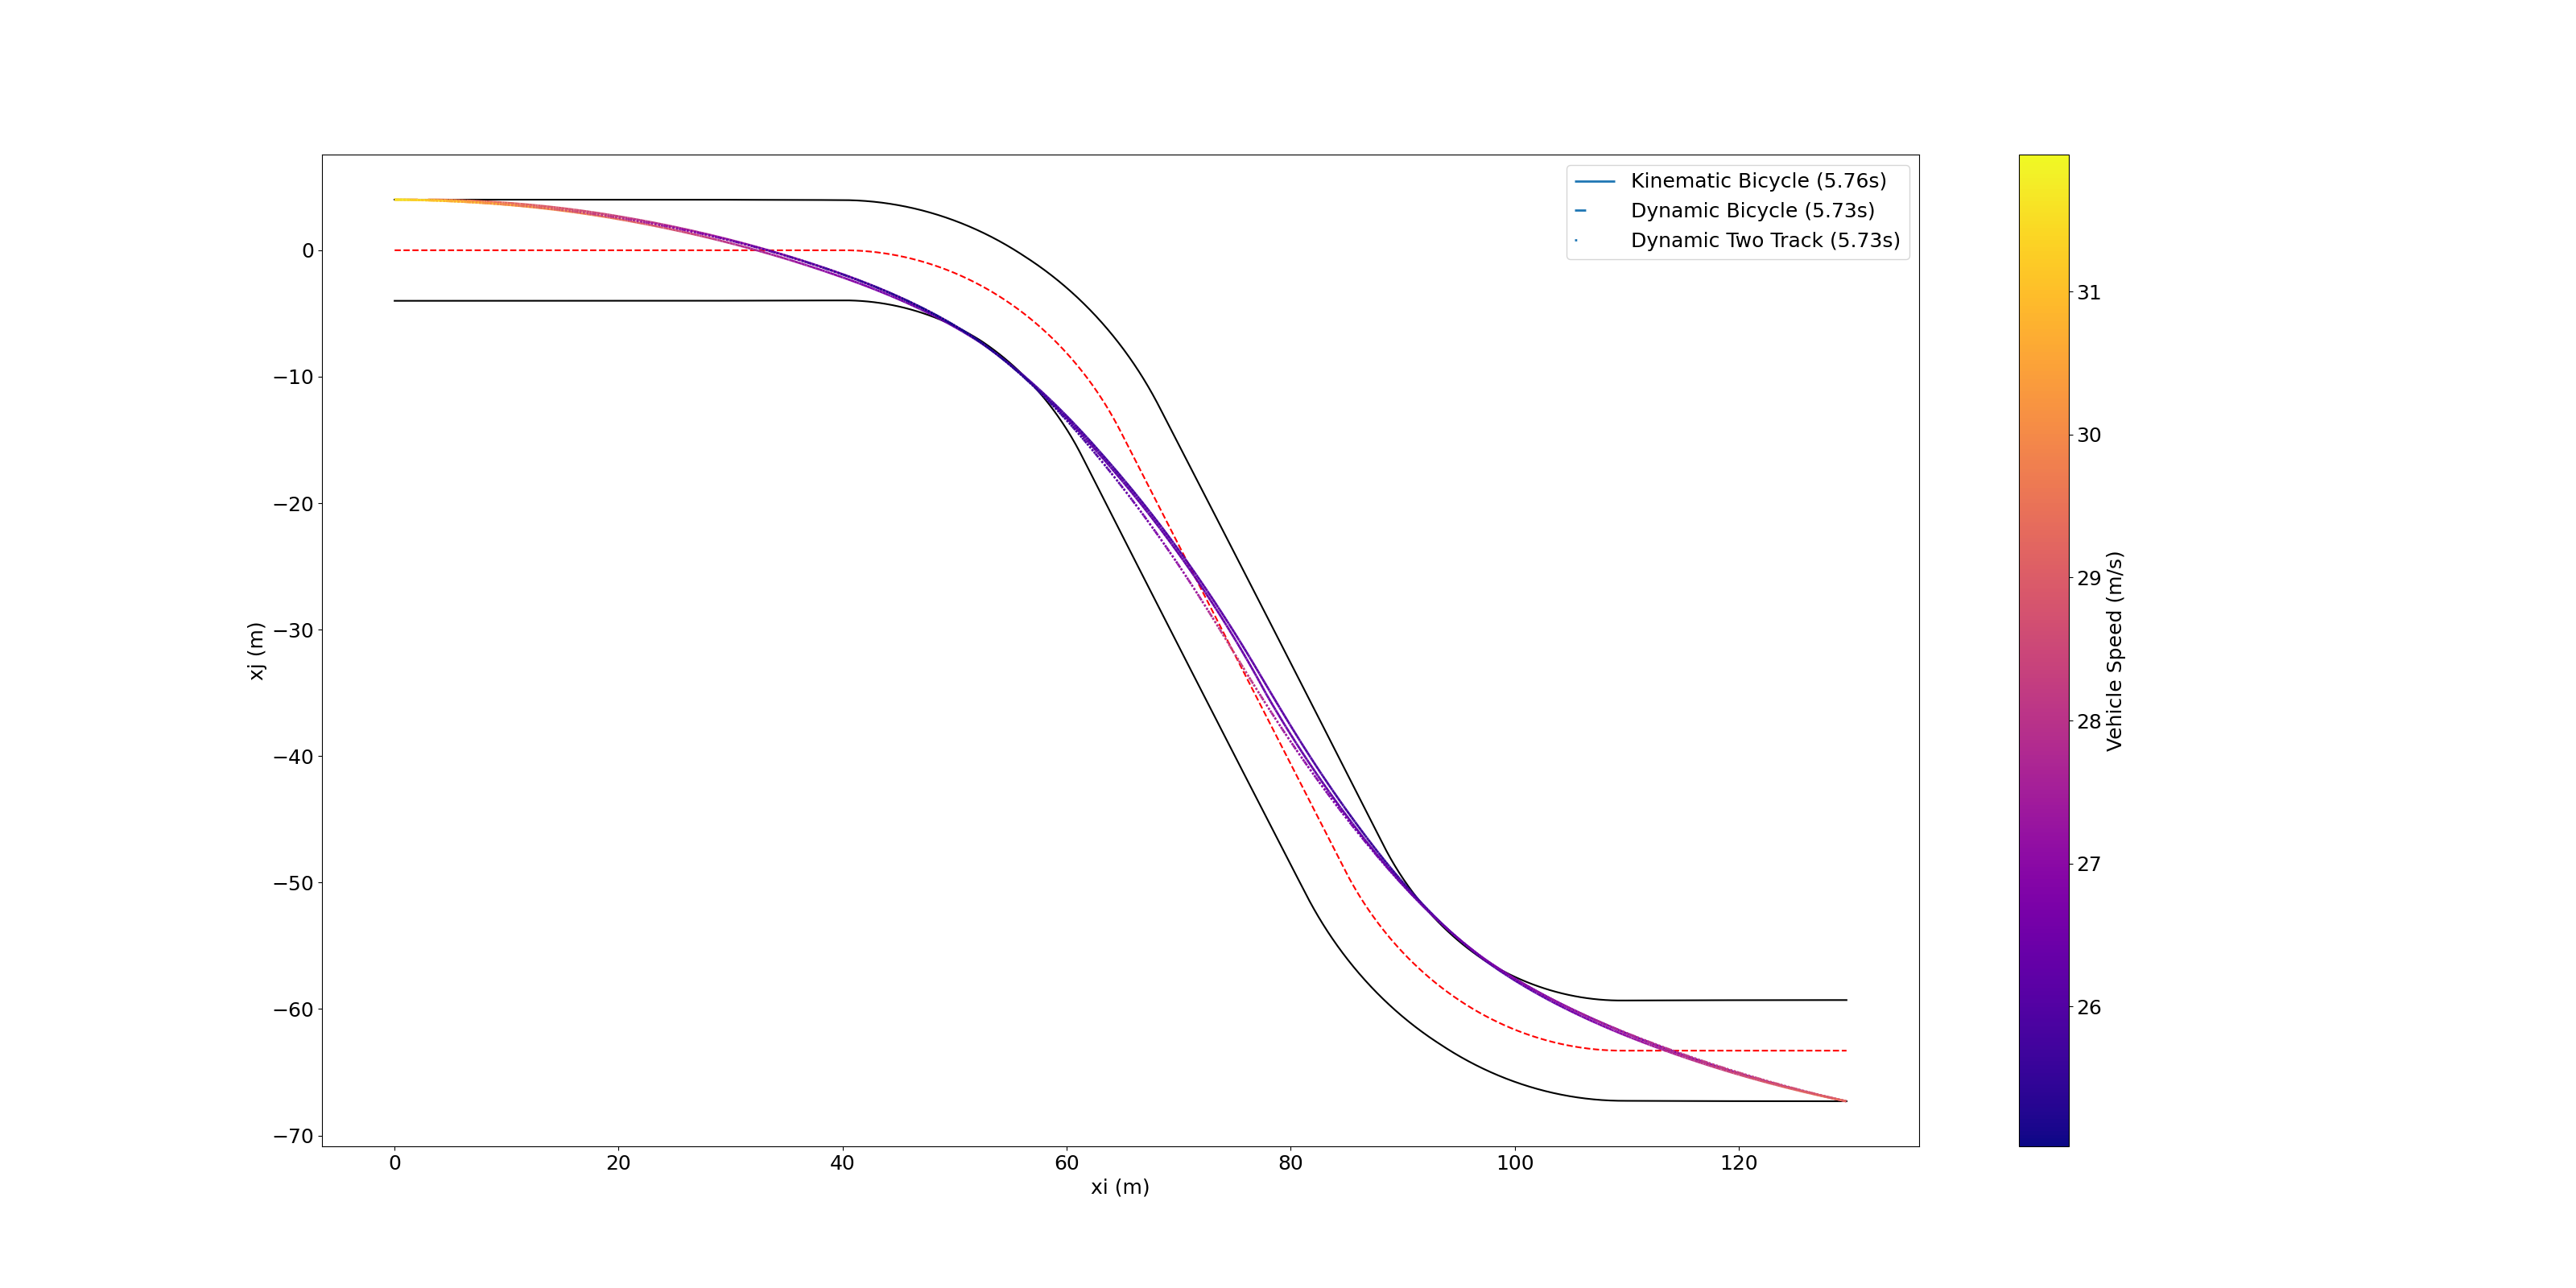 Kinematic Bicycle (5.76s)
Dynamic Bicycle (5.73s)
Dynamic Two Track (5.73s)
0
−10
−20
−30
−40
−50
−60
−70
xj (m)
0 20 40 60 80 100 120
xi (m)
31
30
29
28
27
26
Vehicle Speed (m/s)